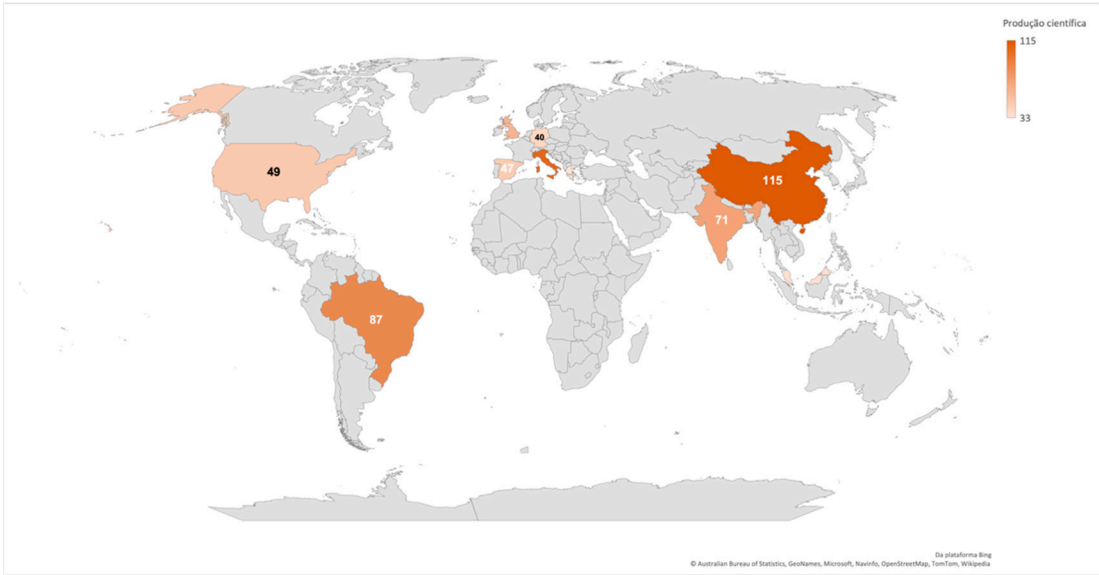 Produção científica
115
33
40
47
49
115
71
87
Da plataforma Bing
© Australian Bureau of Statistics, GeoNames, Microsoft, Navinfo, OpenStreetMap, TomTom, Wikipedia